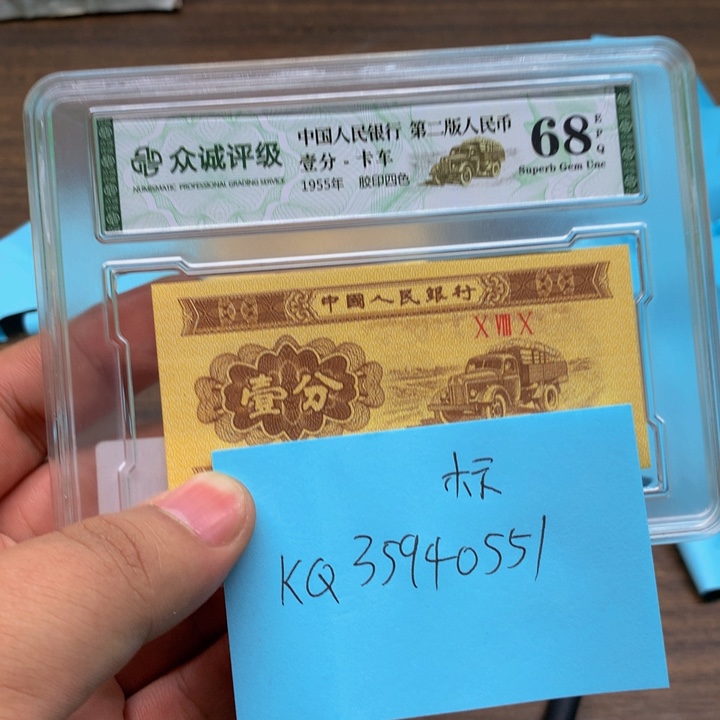 众诚评级
NUMISMATIC PROFESSIONAL GRADING SERVICE
中国人民银行 第二版人民币
壹分 - 卡车
1955年 胶印四色
68
EPQ
Superb Gem Unc
中國人民銀行
X VIII X
壹分
标
KQ35940551